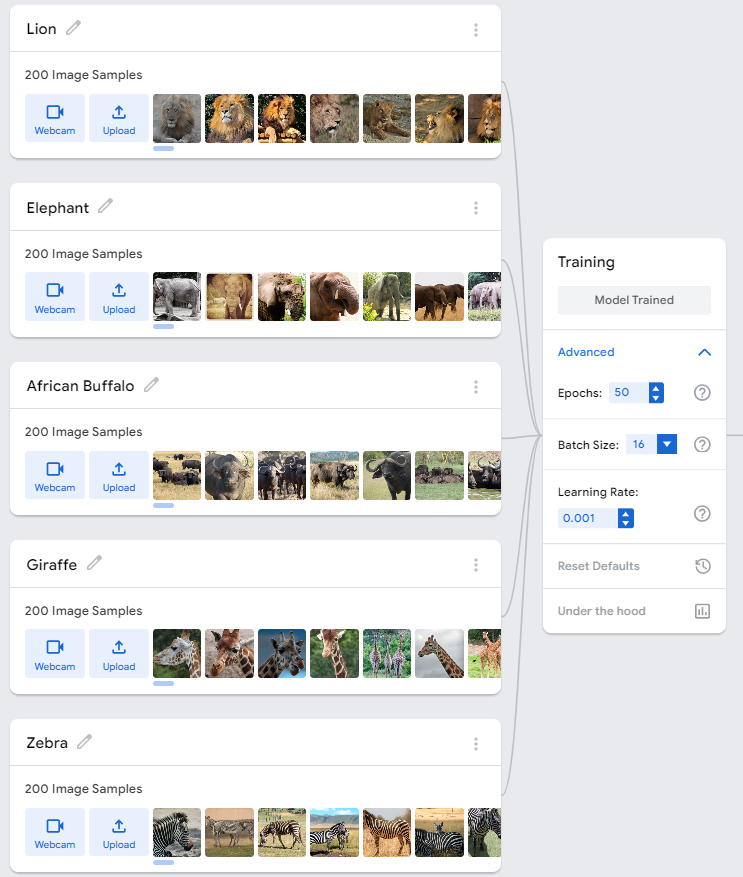 Lion
200 Image Samples
Webcam
Upload
Elephant
200 Image Samples
Webcam
Upload
African Buffalo
200 Image Samples
Webcam
Upload
Giraffe
200 Image Samples
Webcam
Upload
Zebra
200 Image Samples
Webcam
Upload
Training
Model Trained
Advanced
Epochs: 50
Batch Size: 16
Learning Rate:
0.001
Reset Defaults
Under the hood